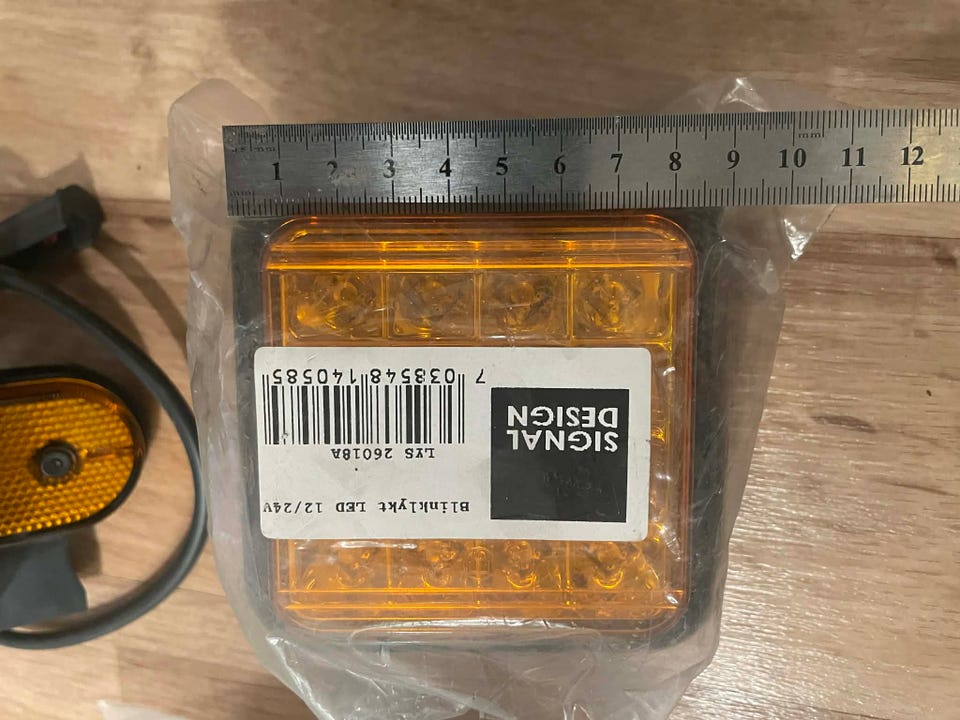 1 2 3 4 5 6 7 8 9 10 11 12
mm
Blinklykt LED 12/24V
LYS 26018A
7 038548 140585
SIGNAL
DESIGN